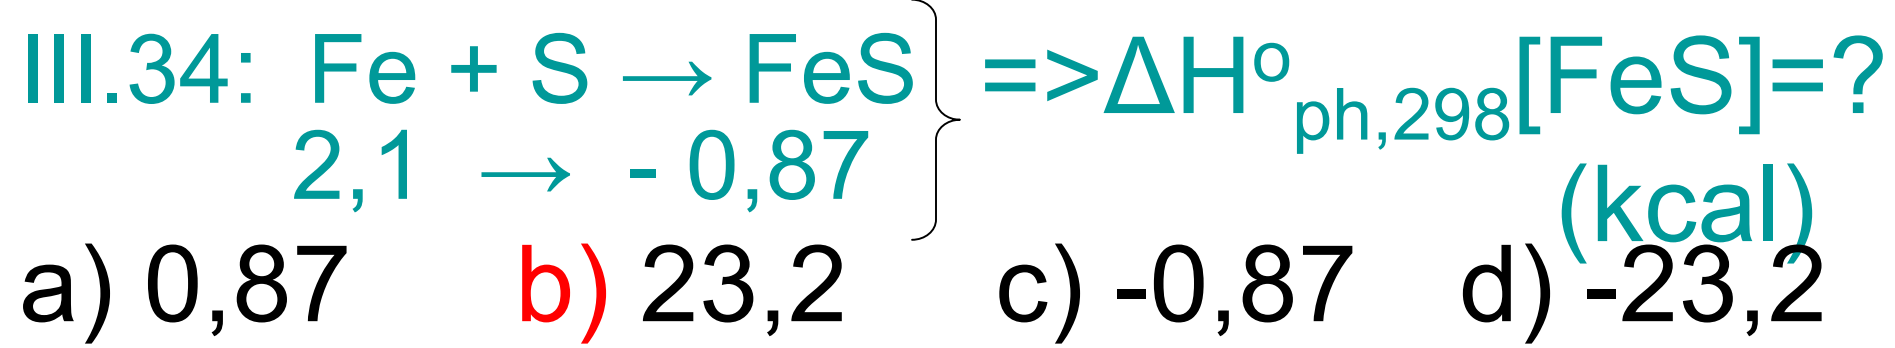 III.34: Fe + S → FeS =>ΔHᵒph,298[FeS]=?
2,1 → - 0,87 (kcal)
a) 0,87 b) 23,2 c) -0,87 d) -23,2